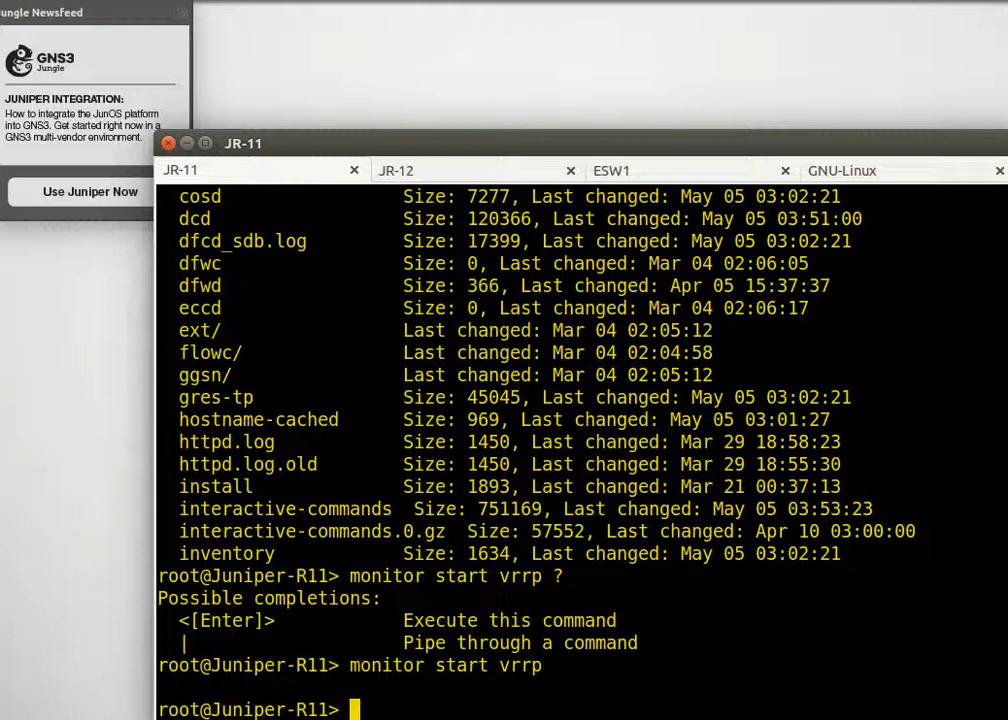 ungle Newsfeed
GNS3
Jungle
JUNIPER INTEGRATION:
How to integrate the JunOS platform
into GNS3. Get started right now in a
GNS3 multi-vendor environment.
Use Juniper Now
JR-11
JR-11
JR-12
ESW1
GNU-Linux
cosd Size: 7277, Last changed: May 05 03:02:21
dcd Size: 120366, Last changed: May 05 03:51:00
dfcd_sdb.log Size: 17399, Last changed: May 05 03:02:21
dfwc Size: 0, Last changed: Mar 04 02:06:05
dfwd Size: 366, Last changed: Apr 05 15:37:37
eccd Size: 0, Last changed: Mar 04 02:06:17
ext/ Last changed: Mar 04 02:05:12
flowc/ Last changed: Mar 04 02:04:58
ggsn/ Last changed: Mar 04 02:05:12
gres-tp Size: 45045, Last changed: May 05 03:02:21
hostname-cached Size: 969, Last changed: May 05 03:01:27
httpd.log Size: 1450, Last changed: Mar 29 18:58:23
httpd.log.old Size: 1450, Last changed: Mar 29 18:55:30
install Size: 1893, Last changed: Mar 21 00:37:13
interactive-commands Size: 751169, Last changed: May 05 03:53:23
interactive-commands.0.gz Size: 57552, Last changed: Apr 10 03:00:00
inventory Size: 1634, Last changed: May 05 03:02:21
root@Juniper-R11> monitor start vrrp ?
Possible completions:
<[Enter]> Execute this command
| Pipe through a command
root@Juniper-R11> monitor start vrrp
root@Juniper-R11>